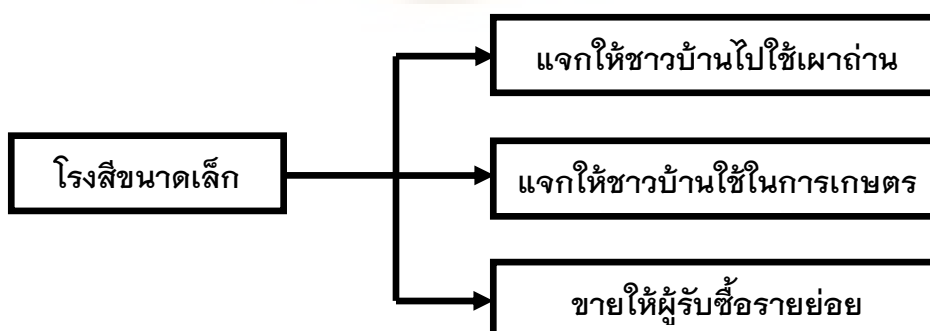 แจกให้ชาวบ้านไปใช้เผาถ่าน
โรงสีขนาดเล็ก
แจกให้ชาวบ้านใช้ในการเกษตร
ขายให้ผู้รับซื้อรายย่อย